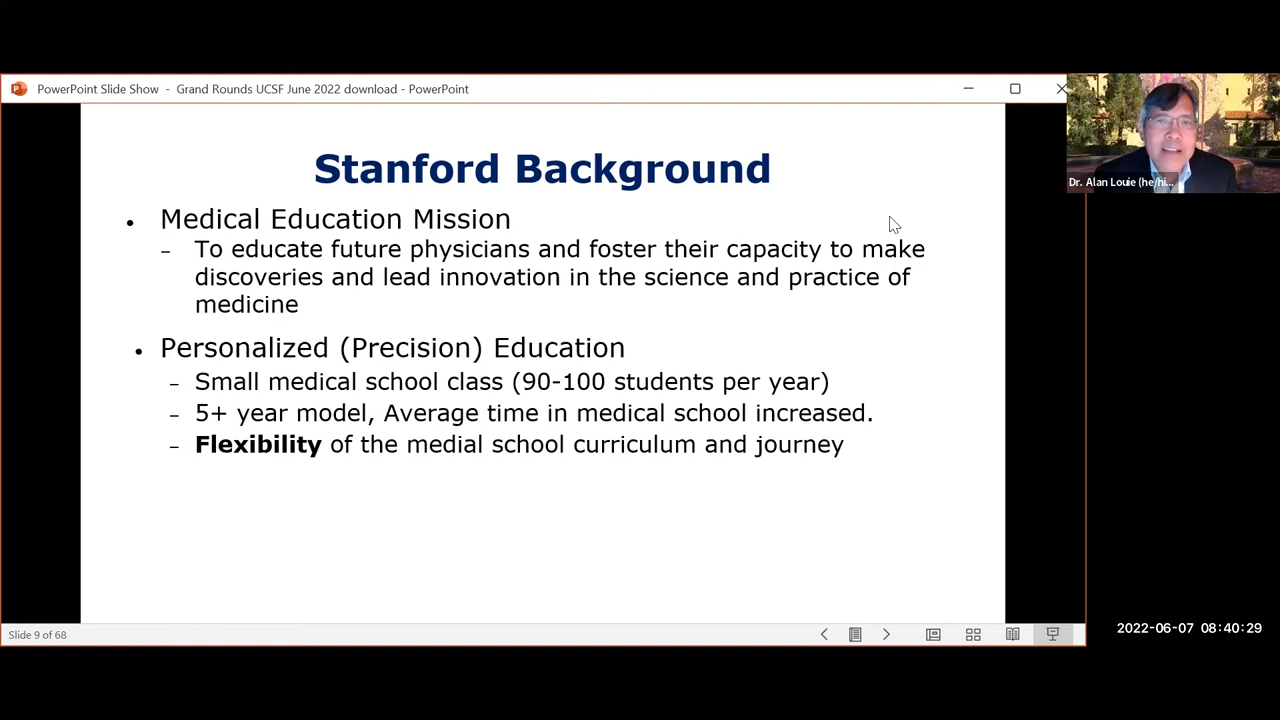 PowerPoint Slide Show - Grand Rounds UCSF June 2022 download - PowerPoint
Dr. Alan Louie (he/hi...
Stanford Background
• Medical Education Mission
– To educate future physicians and foster their capacity to make
discoveries and lead innovation in the science and practice of
medicine
• Personalized (Precision) Education
– Small medical school class (90-100 students per year)
– 5+ year model, Average time in medical school increased.
– Flexibility of the medial school curriculum and journey
Slide 9 of 68
2022-06-07 08:40:29